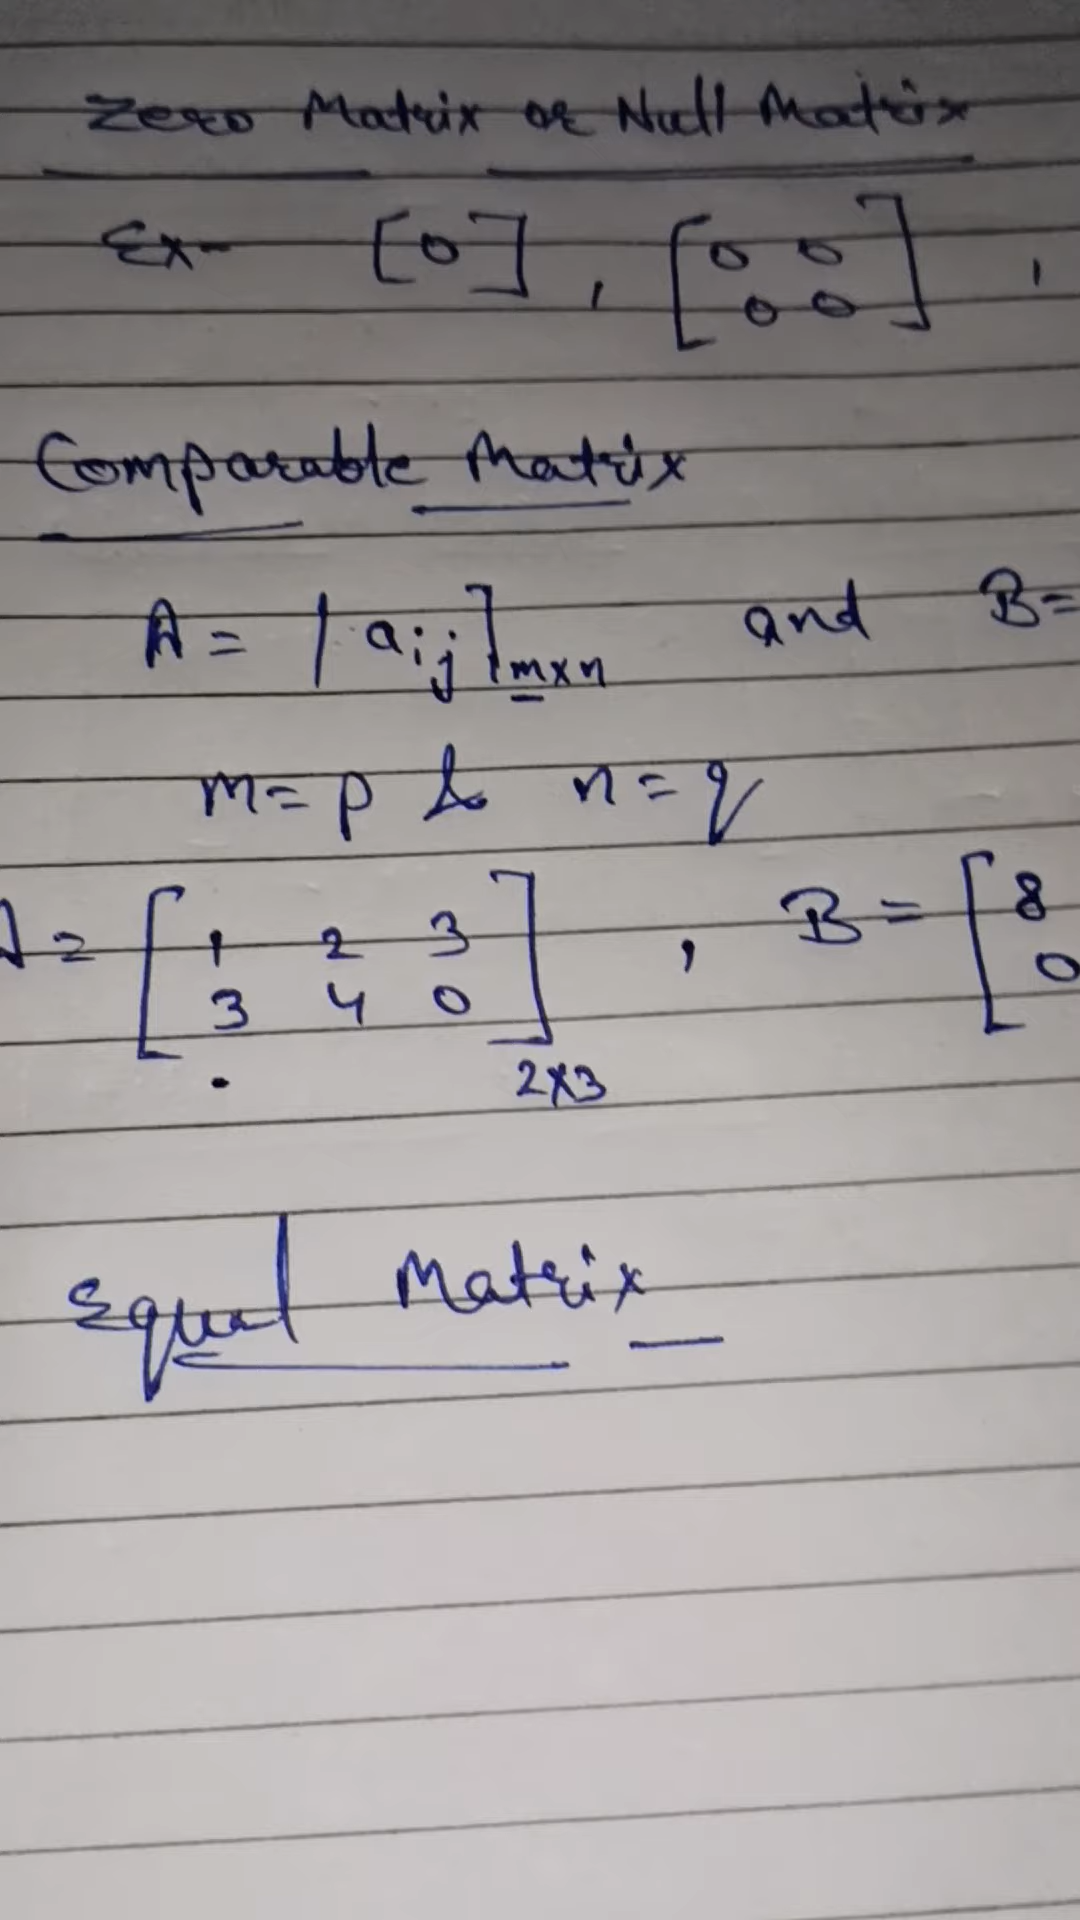 Zero Matrix or Null Matrix
Ex- [0], [0 0
0 0],
Comparable Matrix
A = [aij]m×n and B=
m=p & n=q
A = [1 2 3
3 4 0]2×3, B = [8
0
Equal Matrix